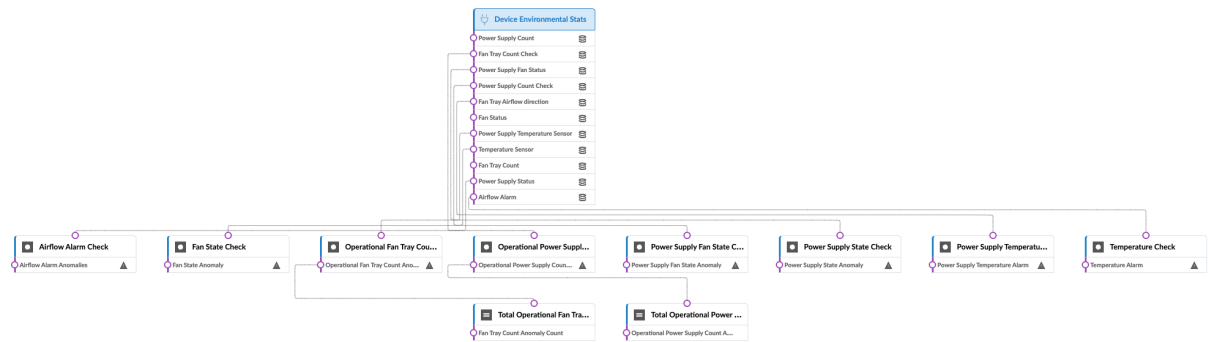 Device Environmental Stats
Power Supply Count
Fan Tray Count Check
Power Supply Fan Status
Power Supply Count Check
Fan Tray Airflow direction
Fan Status
Power Supply Temperature Sensor
Temperature Sensor
Fan Tray Count
Power Supply Status
Airflow Alarm
Airflow Alarm Check
Airflow Alarm Anomalies
Fan State Check
Fan State Anomaly
Operational Fan Tray Cou...
Operational Fan Tray Count Ano...
Operational Power Suppl...
Operational Power Supply Coun...
Power Supply Fan State C...
Power Supply Fan State Anomaly
Power Supply State Check
Power Supply State Anomaly
Power Supply Temperatu...
Power Supply Temperature Alarm
Temperature Check
Temperature Alarm
Total Operational Fan Tra...
Fan Tray Count Anomaly Count
Total Operational Power ...
Operational Power Supply Count A...